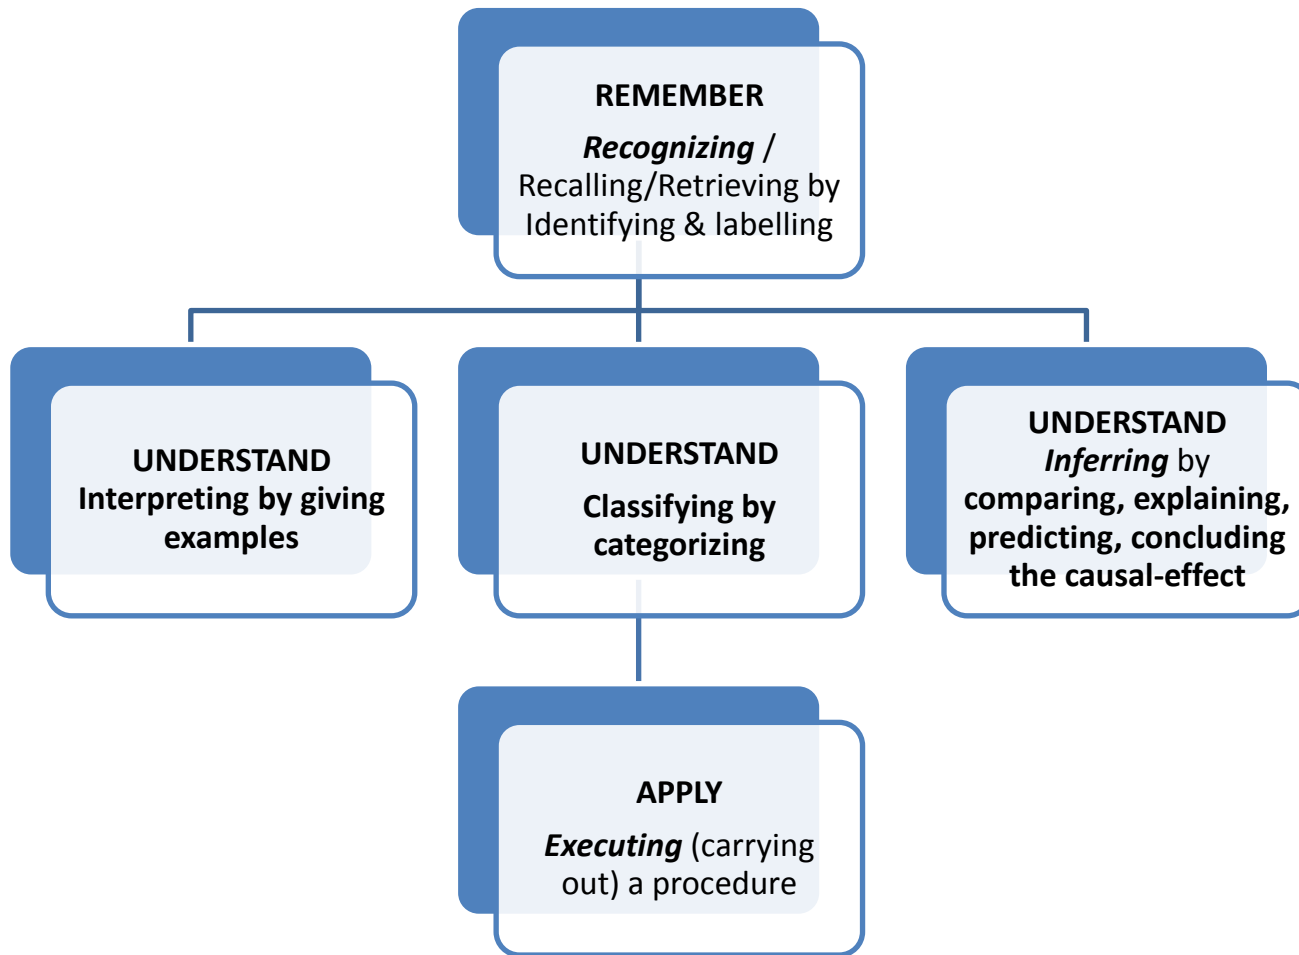 REMEMBER
Recognizing /
Recalling/Retrieving by
Identifying & labelling
UNDERSTAND
Interpreting by giving
examples
UNDERSTAND
Classifying by
categorizing
UNDERSTAND
Inferring by
comparing, explaining,
predicting, concluding
the causal-effect
APPLY
Executing (carrying
out) a procedure